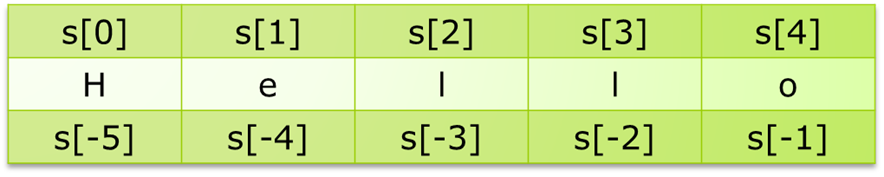 s[0] s[1] s[2] s[3] s[4]
H e l l o
s[-5] s[-4] s[-3] s[-2] s[-1]